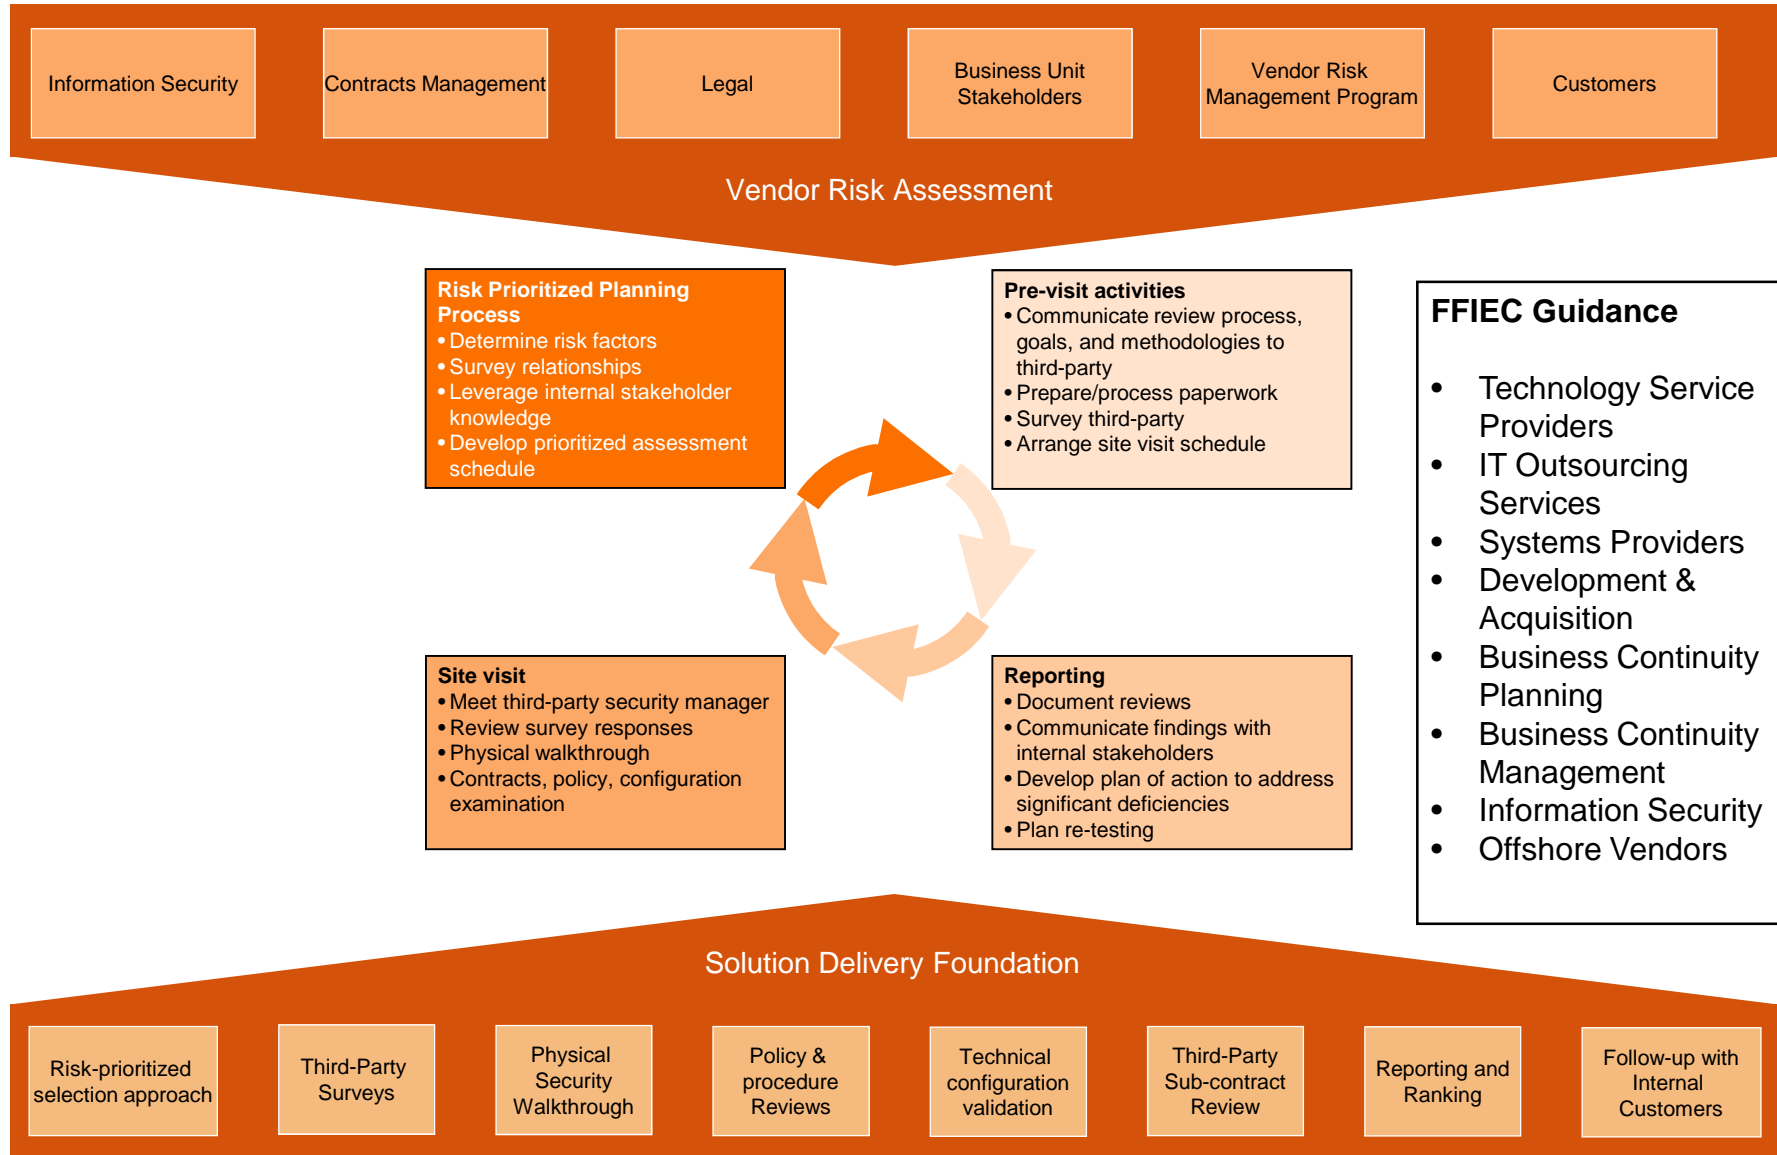 Information Security
Contracts Management
Legal
Business Unit
Stakeholders
Vendor Risk
Management Program
Customers
Vendor Risk Assessment
Risk Prioritized Planning
Process
• Determine risk factors
• Survey relationships
• Leverage internal stakeholder
knowledge
• Develop prioritized assessment
schedule
Pre-visit activities
• Communicate review process,
goals, and methodologies to
third-party
• Prepare/process paperwork
• Survey third-party
• Arrange site visit schedule
Site visit
• Meet third-party security manager
• Review survey responses
• Physical walkthrough
• Contracts, policy, configuration
examination
Reporting
• Document reviews
• Communicate findings with
internal stakeholders
• Develop plan of action to address
significant deficiencies
• Plan re-testing
FFIEC Guidance
• Technology Service
Providers
• IT Outsourcing
Services
• Systems Providers
• Development &
Acquisition
• Business Continuity
Planning
• Business Continuity
Management
• Information Security
• Offshore Vendors
Solution Delivery Foundation
Risk-prioritized
selection approach
Third-Party
Surveys
Physical
Security
Walkthrough
Policy &
procedure
Reviews
Technical
configuration
validation
Third-Party
Sub-contract
Review
Reporting and
Ranking
Follow-up with
Internal
Customers